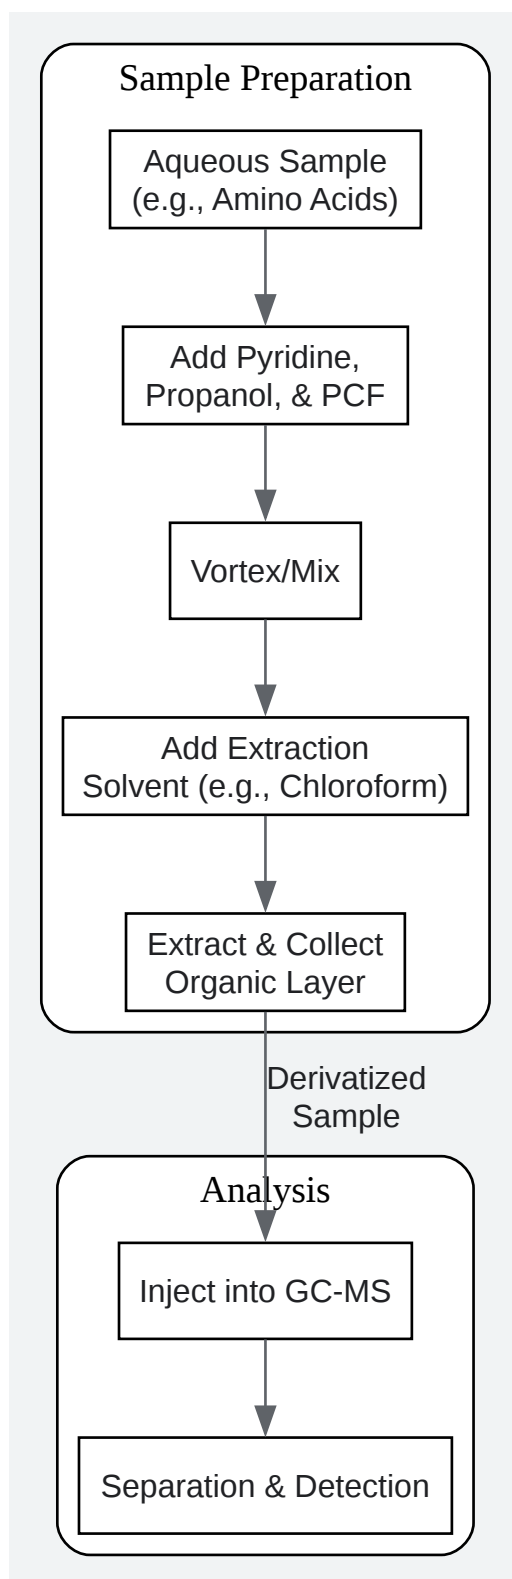 Sample Preparation
Aqueous Sample
(e.g., Amino Acids)
Add Pyridine,
Propanol, & PCF
Vortex/Mix
Add Extraction
Solvent (e.g., Chloroform)
Extract & Collect
Organic Layer
Derivatized
Sample
Analysis
Inject into GC-MS
Separation & Detection